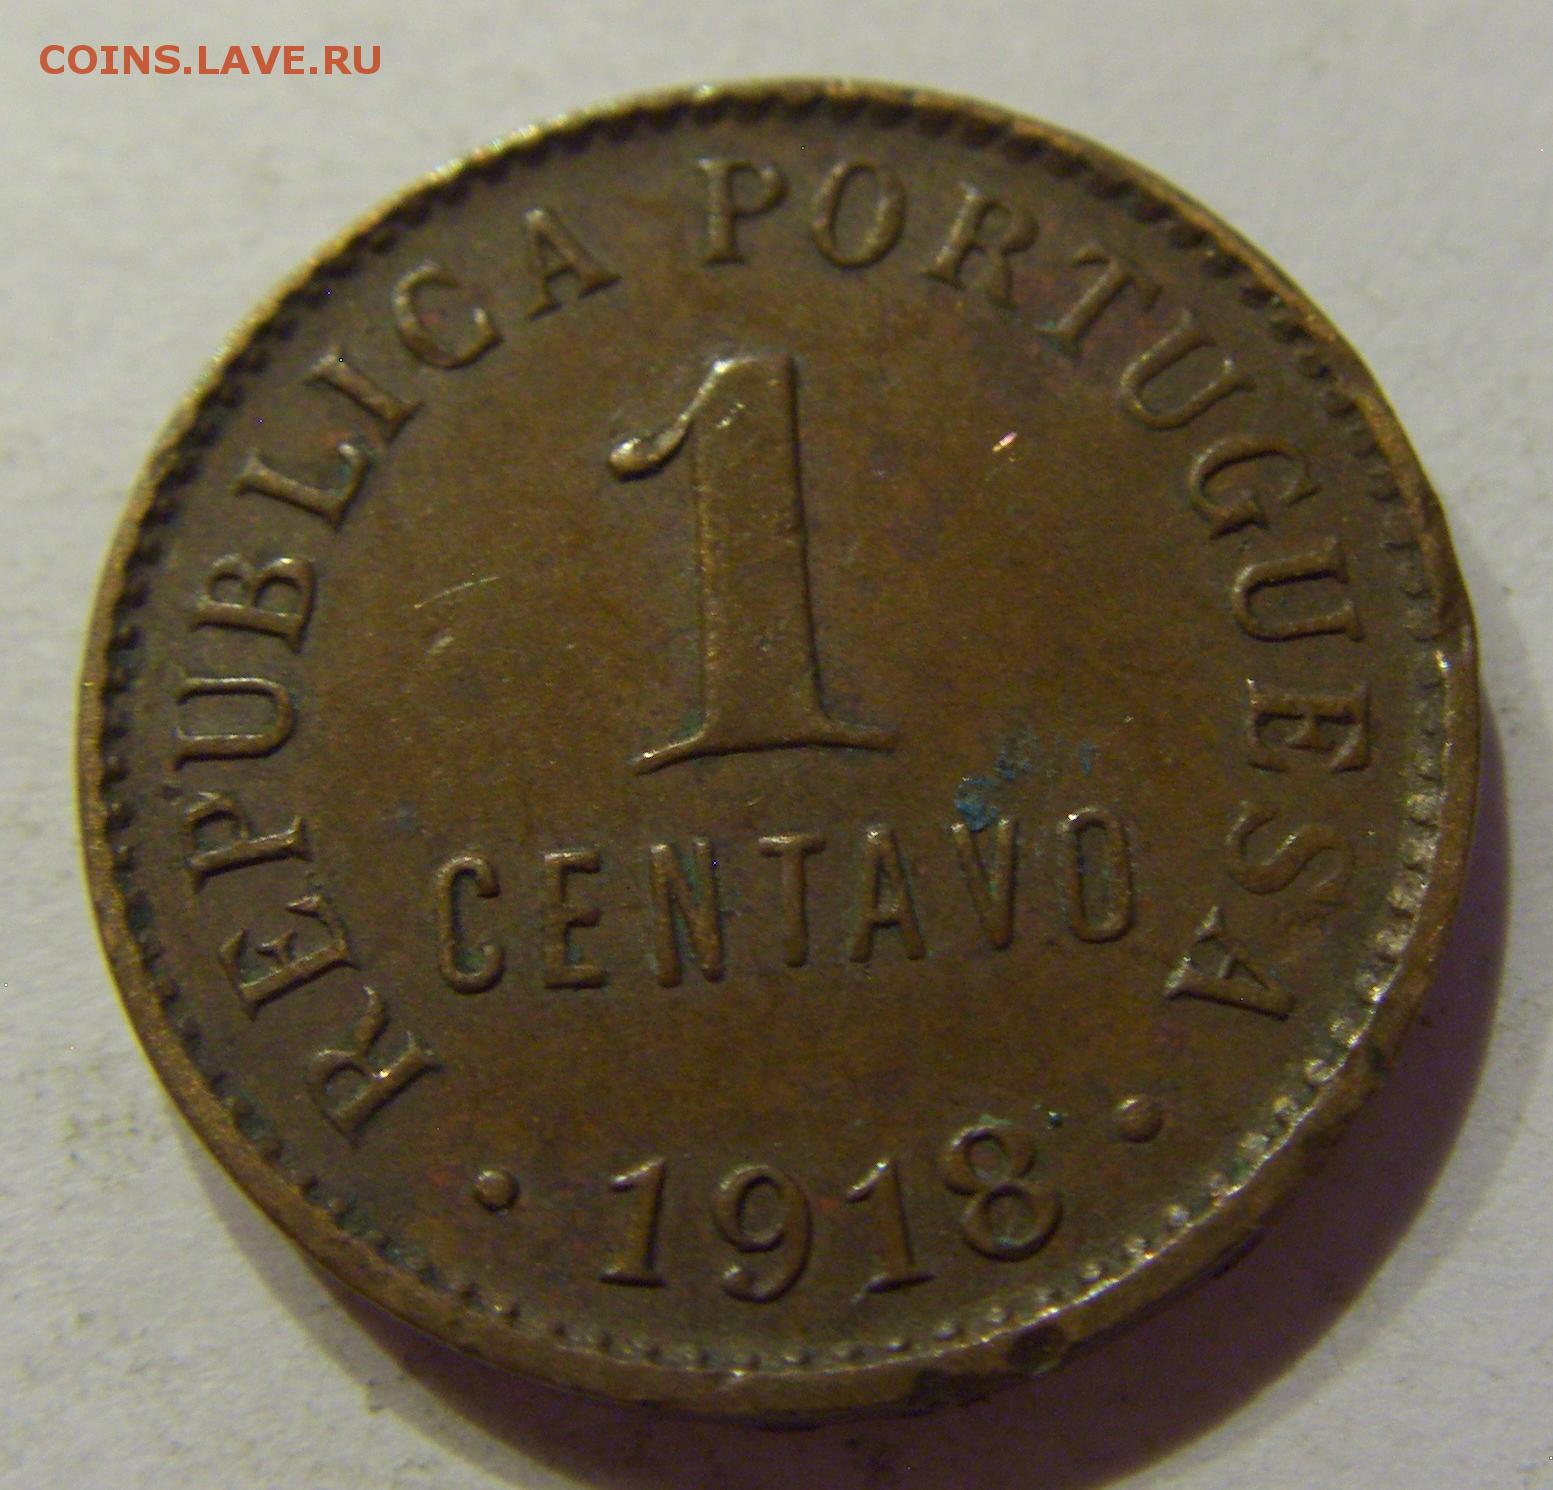 COINS.LAVE.RU
REPUBLICA PORTUGUESA
1
CENTAVO
• 1918 •